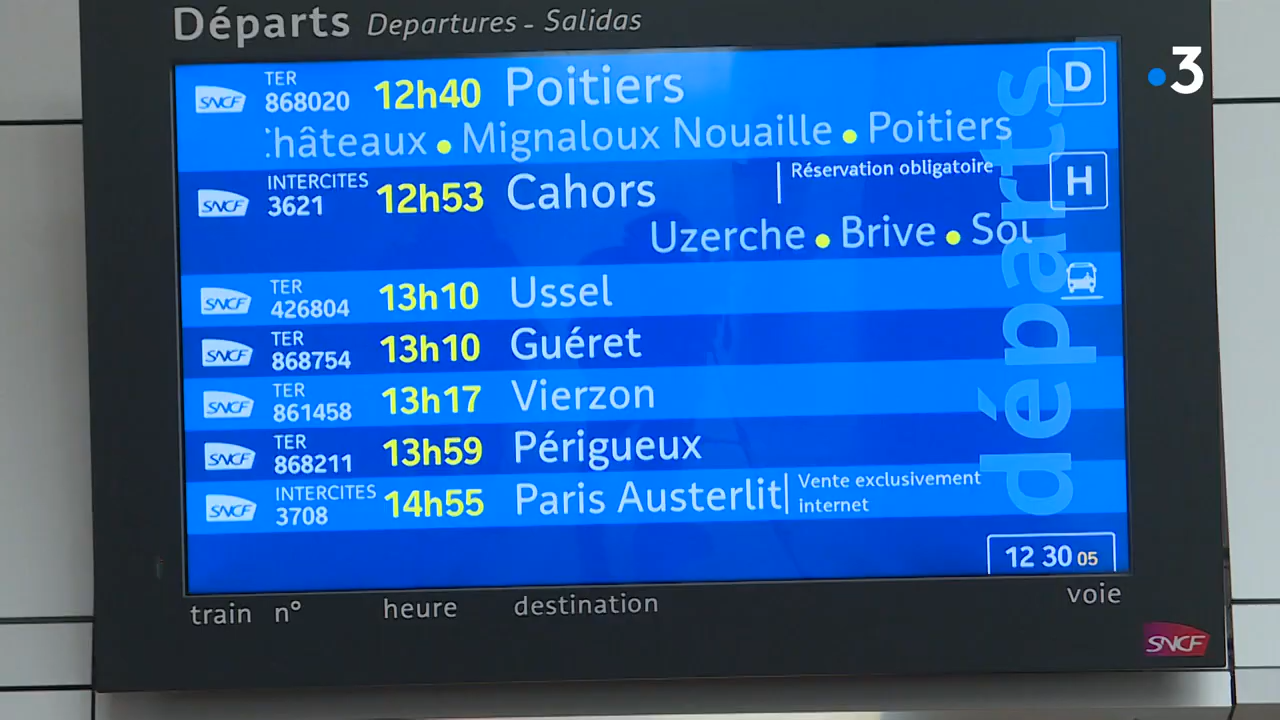 Départs Departures - Salidas
3
SNCF TER 868020 12h40 Poitiers D
hâteaux • Mignaloux Nouaille • Poitiers
SNCF INTERCITES 3621 12h53 Cahors Réservation obligatoire H
Uzerche • Brive • Sou
SNCF TER 426804 13h10 Ussel
SNCF TER 868754 13h10 Guéret
SNCF TER 861458 13h17 Vierzon
SNCF TER 868211 13h59 Périgueux
SNCF INTERCITES 3708 14h55 Paris Austerlit Vente exclusivement internet
départs
12 30 05
train n° heure destination voie
SNCF